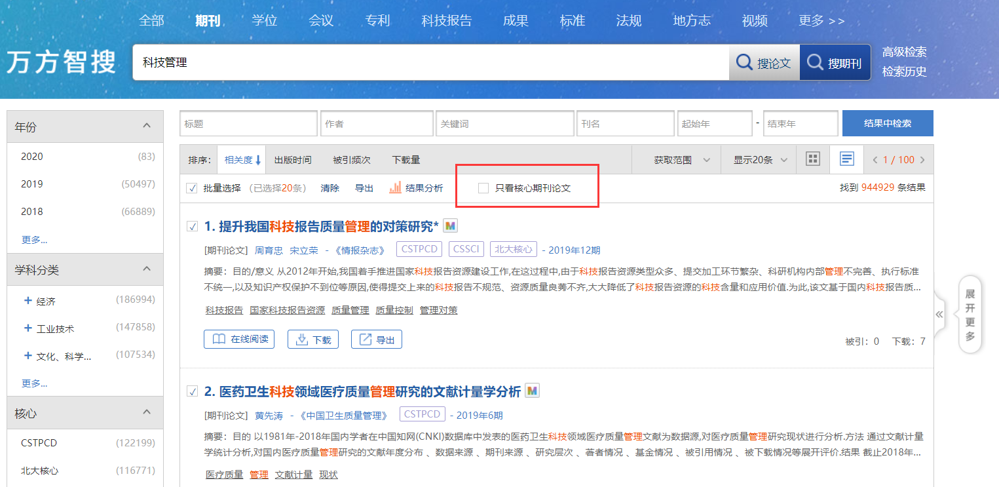 全部 期刊 学位 会议 专利 科技报告 成果 标准 法规 地方志 视频 更多 >>
万方智搜 科技管理 搜论文 搜期刊 高级检索
检索历史
年份
2020 (83)
2019 (50497)
2018 (66889)
更多...
学科分类
+ 经济 (186994)
+ 工业技术 (147858)
+ 文化、科学... (107534)
更多...
核心
CSTPCD (122199)
北大核心 (116771)
标题 作者 关键词 刊名 起始年 - 结束年 结果中检索
排序： 相关度 出版时间 被引频次 下载量 获取范围 显示20条 < 1 / 100 >
批量选择 (已选择20条) 清除 导出 结果分析 只看核心期刊论文 找到 944929 条结果
1. 提升我国科技报告质量管理的对策研究* M
[期刊论文] 周育忠 宋立荣 - 《情报杂志》 CSTPCD CSSCI 北大核心 - 2019年12期
摘要：目的/意义 从2012年开始,我国着手推进国家科技报告资源建设工作,在这过程中,由于科技报告资源类型众多、提交加工环节繁杂、科研机构内部管理不完善、执行标准
不统一,以及知识产权保护不到位等原因,使得提交上来的科技报告不规范、资源质量良莠不齐,大大降低了科技报告资源的科技含量和应用价值.为此,该文基于国内科技报告质...
科技报告 国家科技报告资源 质量管理 质量控制 管理对策
在线阅读 下载 导出 被引：0 下载：7
2. 医药卫生科技领域医疗质量管理研究的文献计量学分析 M
[期刊论文] 黄先涛 - 《中国卫生质量管理》 CSTPCD - 2019年6期
摘要：目的 以1981年-2018年国内学者在中国知网(CNKI)数据库中发表的医药卫生科技领域医疗质量管理文献为数据源,对医疗质量管理研究现状进行分析.方法 通过文献计量
学统计分析,对国内医疗质量管理研究的文献年度分布 、数据来源 、期刊来源 、研究层次 、著者情况 、基金情况 、被引用情况 、被下载情况等展开评价.结果 截止2018年...
医疗质量 管理 文献计量 现状
«
展
开
更
多